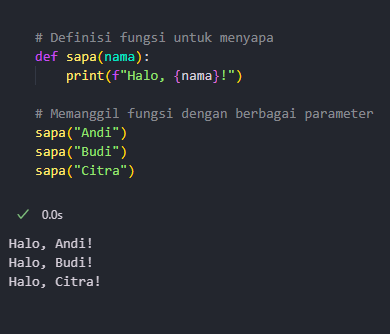 # Definisi fungsi untuk menyapa
def sapa(nama):
    print(f"Halo, {nama}!")

# Memanggil fungsi dengan berbagai parameter
sapa("Andi")
sapa("Budi")
sapa("Citra")
0.0s
Halo, Andi!
Halo, Budi!
Halo, Citra!